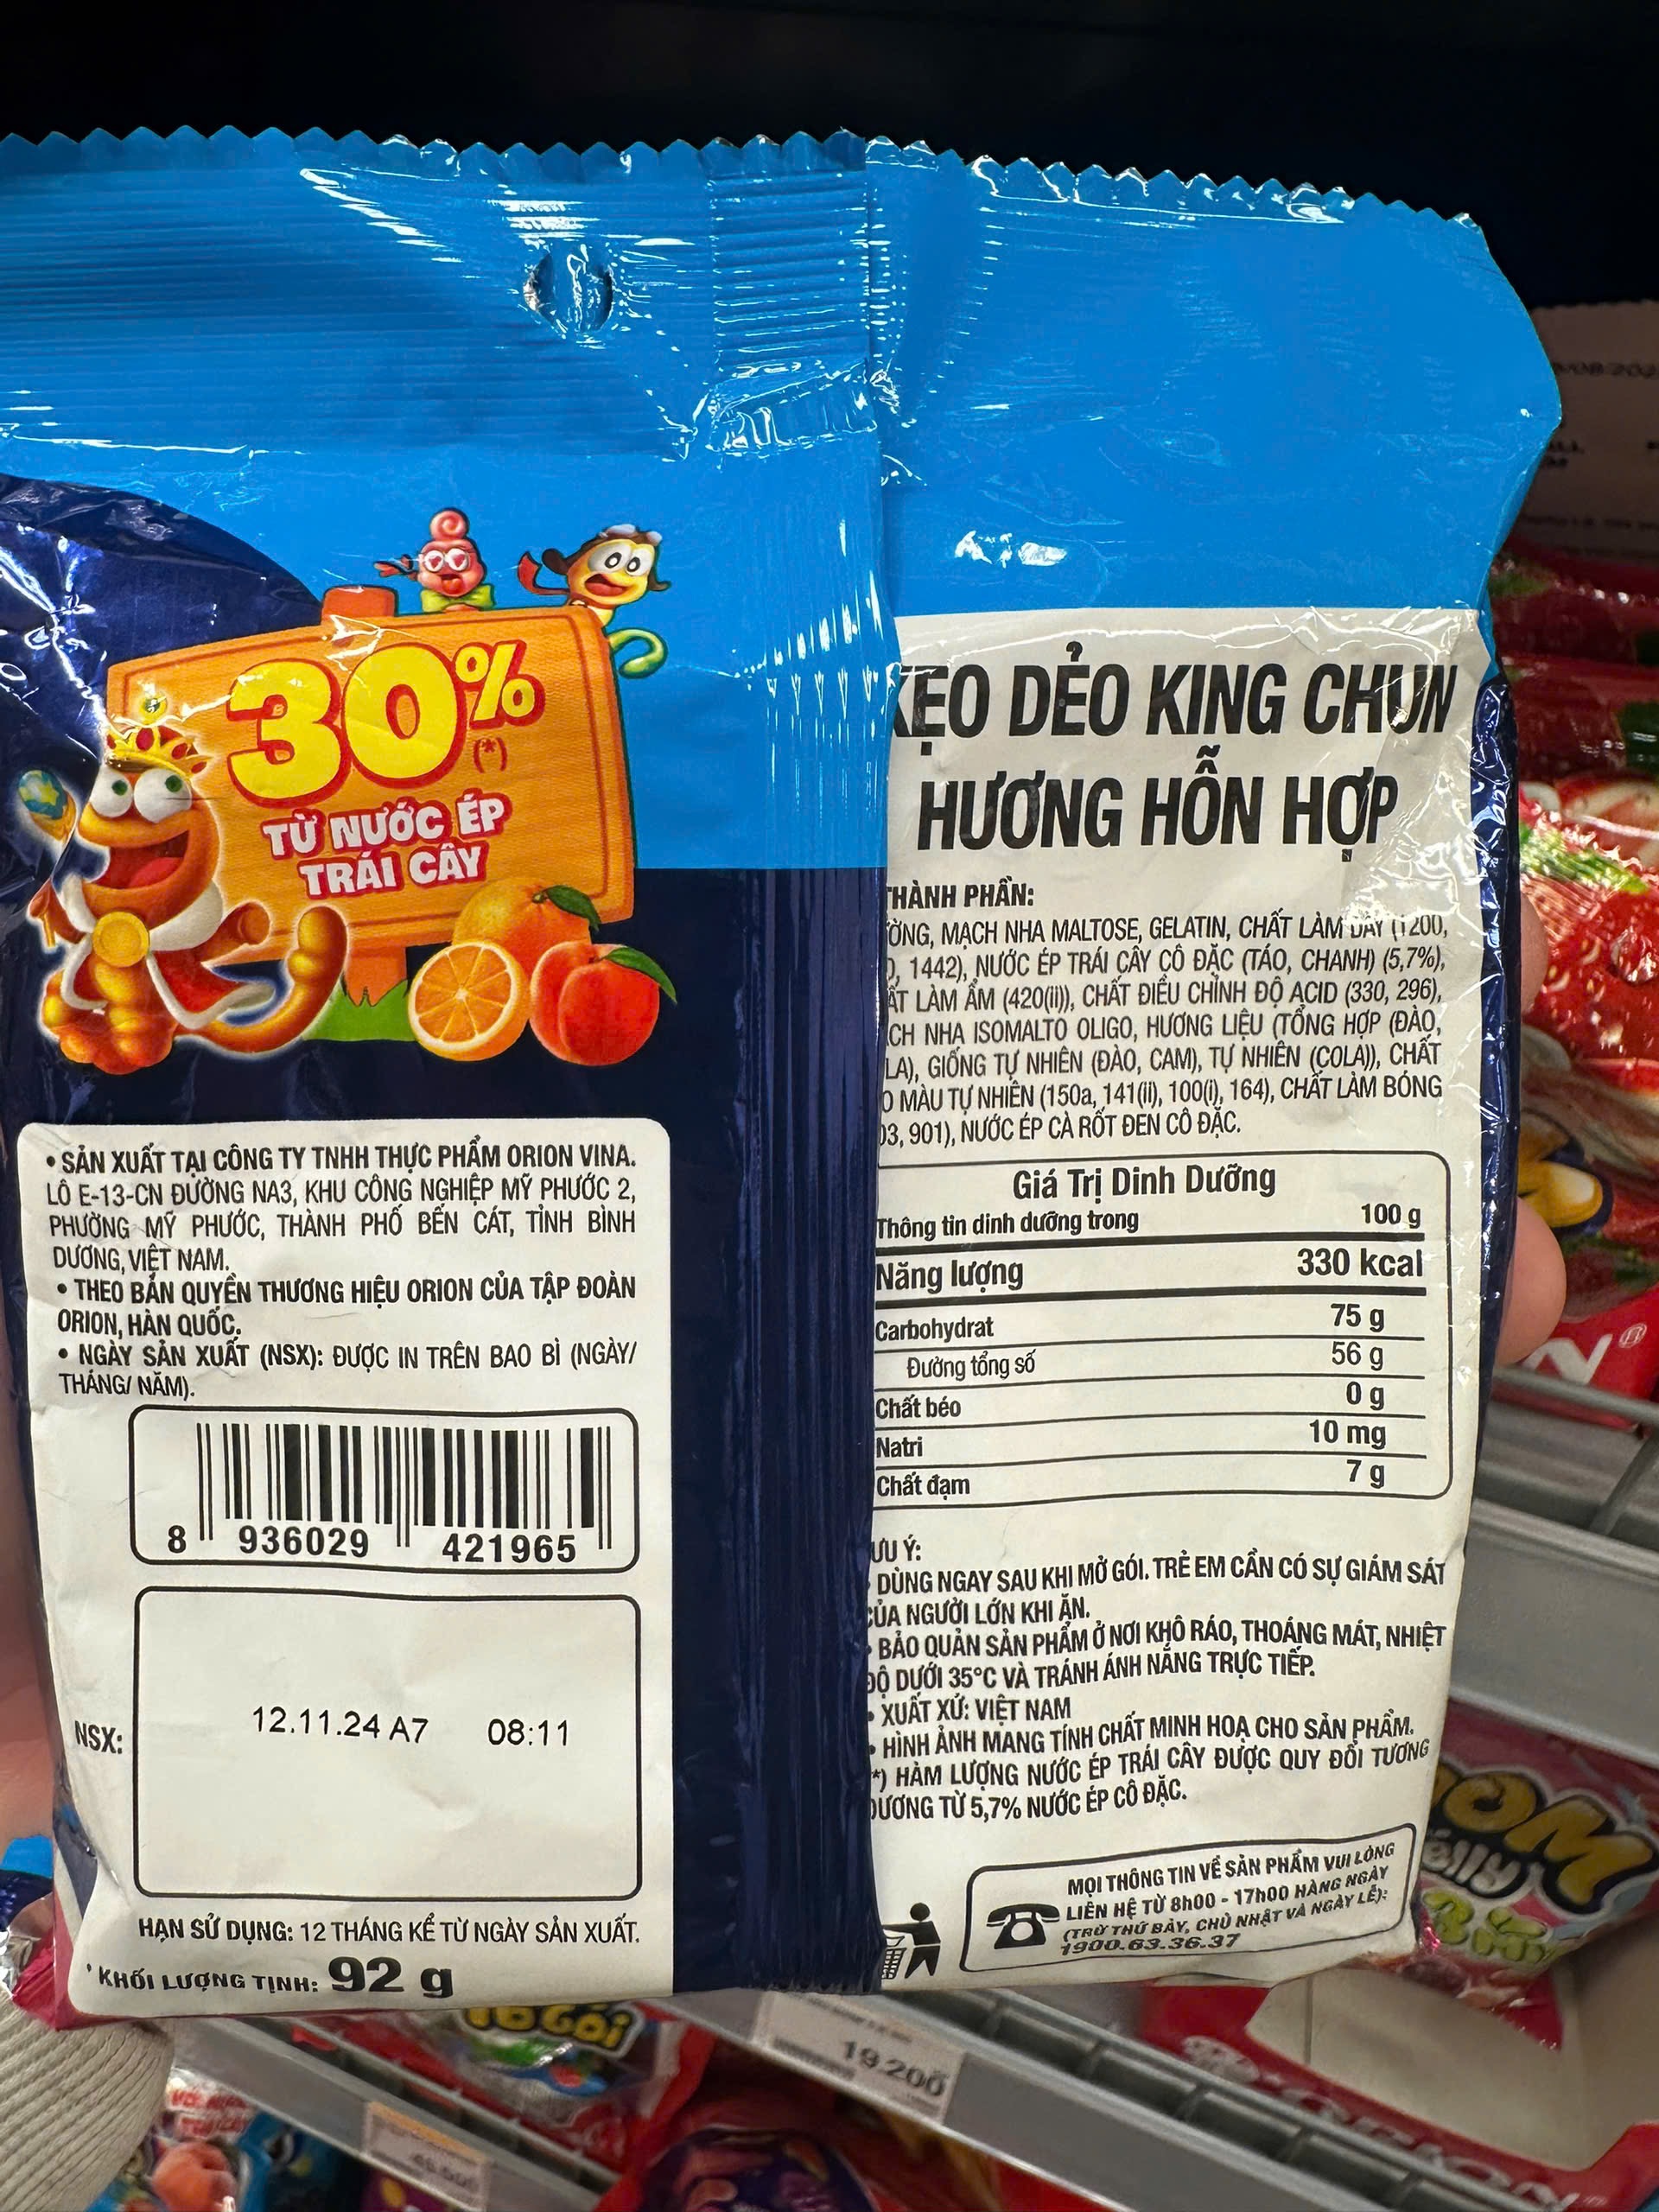 30%
(*)
TỪ NƯỚC ÉP
TRÁI CÂY
• SẢN XUẤT TẠI CÔNG TY TNHH THỰC PHẨM ORION VINA.
LÔ E-13-CN ĐƯỜNG NA3, KHU CÔNG NGHIỆP MỸ PHƯỚC 2,
PHƯỜNG MỸ PHƯỚC, THÀNH PHỐ BẾN CÁT, TỈNH BÌNH
DƯƠNG, VIỆT NAM.
• THEO BẢN QUYỀN THƯƠNG HIỆU ORION CỦA TẬP ĐOÀN
ORION, HÀN QUỐC.
• NGÀY SẢN XUẤT (NSX): ĐƯỢC IN TRÊN BAO BÌ (NGÀY/
THÁNG/ NĂM).
8 936029 421965
NSX:
12.11.24 A7 08:11
HẠN SỬ DỤNG: 12 THÁNG KỂ TỪ NGÀY SẢN XUẤT.
• KHỐI LƯỢNG TỊNH: 92 g
KẸO DẺO KING CHUN
HƯƠNG HỖN HỢP
THÀNH PHẦN:
ỜNG, MẠCH NHA MALTOSE, GELATIN, CHẤT LÀM DÀY (1200,
1442), NƯỚC ÉP TRÁI CÂY CÔ ĐẶC (TÁO, CHANH) (5,7%),
ẤT LÀM ẨM (420(ii)), CHẤT ĐIỀU CHỈNH ĐỘ ACID (330, 296),
CH NHA ISOMALTO OLIGO, HƯƠNG LIỆU (TỔNG HỢP (ĐÀO,
LA), GIỐNG TỰ NHIÊN (ĐÀO, CAM), TỰ NHIÊN (COLA)), CHẤT
O MÀU TỰ NHIÊN (150a, 141(ii), 100(i), 164), CHẤT LÀM BÓNG
03, 901), NƯỚC ÉP CÀ RỐT ĐEN CÔ ĐẶC.
Giá Trị Dinh Dưỡng
Thông tin dinh dưỡng trong 100 g
Năng lượng 330 kcal
Carbohydrat 75 g
Đường tổng số 56 g
Chất béo 0 g
Natri 10 mg
Chất đạm 7 g
ƯU Ý:
• DÙNG NGAY SAU KHI MỞ GÓI. TRẺ EM CẦN CÓ SỰ GIÁM SÁT
CỦA NGƯỜI LỚN KHI ĂN.
• BẢO QUẢN SẢN PHẨM Ở NƠI KHÔ RÁO, THOÁNG MÁT, NHIỆT
ĐỘ DƯỚI 35°C VÀ TRÁNH ÁNH NẮNG TRỰC TIẾP.
• XUẤT XỨ: VIỆT NAM
• HÌNH ẢNH MANG TÍNH CHẤT MINH HOẠ CHO SẢN PHẨM.
*) HÀM LƯỢNG NƯỚC ÉP TRÁI CÂY ĐƯỢC QUY ĐỔI TƯƠNG
ĐƯƠNG TỪ 5,7% NƯỚC ÉP CÔ ĐẶC.
MỌI THÔNG TIN VỀ SẢN PHẨM VUI LÒNG
LIÊN HỆ TỪ 8h00 - 17h00 HÀNG NGÀY
(TRỪ THỨ BẢY, CHỦ NHẬT VÀ NGÀY LỄ):
1900.63.36.37
19.200